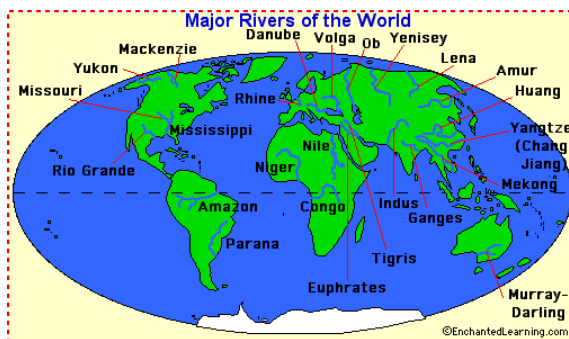 Major Rivers of the World
Danube
Volga
Ob
Yenisey
Mackenzie
Lena
Yukon
Amur
Missouri
Rhine
Huang
Mississippi
Yangtze
(Chang
Jiang)
Nile
Rio Grande
Niger
Mekong
Amazon
Congo
Indus
Ganges
Parana
Tigris
Euphrates
Murray-
Darling
©EnchantedLearning.com